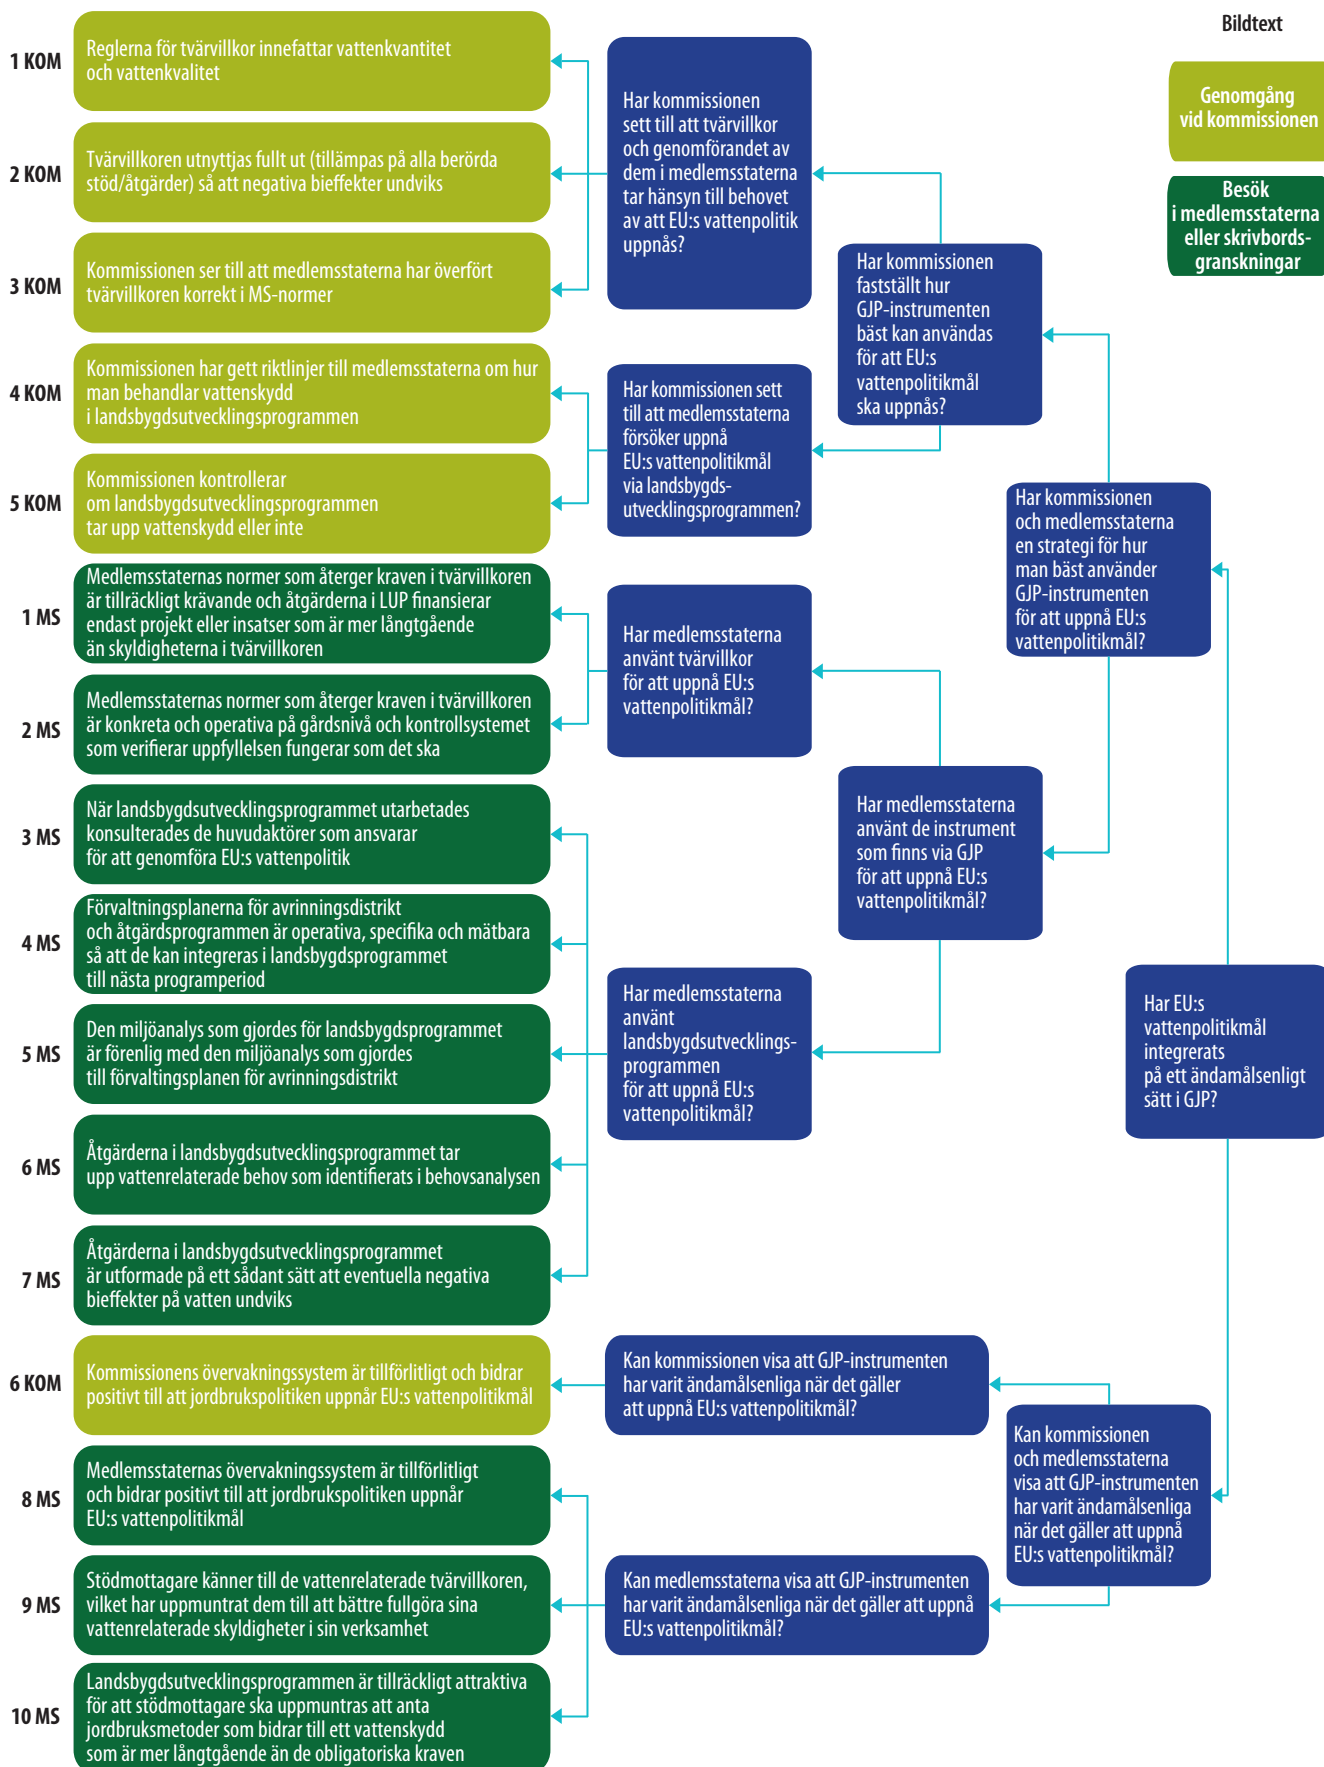 Bildtext
Genomgång
vid kommissionen
Besök
i medlemsstaterna
eller skrivbords-
granskningar
1 KOM
Reglerna för tvärvillkor innefattar vattenkvantitet
och vattenkvalitet
2 KOM
Tvärvillkoren utnyttjas fullt ut (tillämpas på alla berörda
stöd/åtgärder) så att negativa bieffekter undviks
3 KOM
Kommissionen ser till att medlemsstaterna har överfört
tvärvillkoren korrekt i MS-normer
4 KOM
Kommissionen har gett riktlinjer till medlemsstaterna om hur
man behandlar vattenskydd
i landsbygdsutvecklingsprogrammen
5 KOM
Kommissionen kontrollerar
om landsbygdsutvecklingsprogrammen
tar upp vattenskydd eller inte
1 MS
Medlemsstaternas normer som återger kraven i tvärvillkoren
är tillräckligt krävande och åtgärderna i LUP finansierar
endast projekt eller insatser som är mer långtgående
än skyldigheterna i tvärvillkoren
2 MS
Medlemsstaternas normer som återger kraven i tvärvillkoren
är konkreta och operativa på gårdsnivå och kontrollsystemet
som verifierar uppfyllelsen fungerar som det ska
3 MS
När landsbygdsutvecklingsprogrammet utarbetades
konsulterades de huvudaktörer som ansvarar
för att genomföra EU:s vattenpolitik
4 MS
Förvaltningsplanerna för avrinningsdistrikt
och åtgärdsprogrammen är operativa, specifika och mätbara
så att de kan integreras i landsbygdsprogrammet
till nästa programperiod
5 MS
Den miljöanalys som gjordes för landsbygdsprogrammet
är förenlig med den miljöanalys som gjordes
till förvaltingsplanen för avrinningsdistrikt
6 MS
Åtgärderna i landsbygdsutvecklingsprogrammet tar
upp vattenrelaterade behov som identifierats i behovsanalysen
7 MS
Åtgärderna i landsbygdsutvecklingsprogrammet
är utformade på ett sådant sätt att eventuella negativa
bieffekter på vatten undviks
6 KOM
Kommissionens övervakningssystem är tillförlitligt och bidrar
positivt till att jordbrukspolitiken uppnår EU:s vattenpolitikmål
8 MS
Medlemsstaternas övervakningssystem är tillförlitligt
och bidrar positivt till att jordbrukspolitiken uppnår
EU:s vattenpolitikmål
9 MS
Stödmottagare känner till de vattenrelaterade tvärvillkoren,
vilket har uppmuntrat dem till att bättre fullgöra sina
vattenrelaterade skyldigheter i sin verksamhet
10 MS
Landsbygdsutvecklingsprogrammen är tillräckligt attraktiva
för att stödmottagare ska uppmuntras att anta
jordbruksmetoder som bidrar till ett vattenskydd
som är mer långtgående än de obligatoriska kraven
Har kommissionen
sett till att tvärvillkor
och genomförandet av
dem i medlemsstaterna
tar hänsyn till behovet
av att EU:s vattenpolitik
uppnås?
Har kommissionen sett
till att medlemsstaterna
försöker uppnå
EU:s vattenpolitikmål
via landsbygds-
utvecklingsprogrammen?
Har medlemsstaterna
använt tvärvillkor
för att uppnå EU:s
vattenpolitikmål?
Har medlemsstaterna
använt
landsbygdsutvecklings-
programmen
för att uppnå EU:s
vattenpolitikmål?
Kan kommissionen visa att GJP-instrumenten
har varit ändamålsenliga när det gäller
att uppnå EU:s vattenpolitikmål?
Kan medlemsstaterna visa att GJP-instrumenten
har varit ändamålsenliga när det gäller att uppnå
EU:s vattenpolitikmål?
Har kommissionen
fastställt hur
GJP-instrumenten
bäst kan användas
för att EU:s
vattenpolitikmål
ska uppnås?
Har medlemsstaterna
använt de instrument
som finns via GJP
för att uppnå EU:s
vattenpolitikmål?
Har kommissionen
och medlemsstaterna
en strategi för hur
man bäst använder
GJP-instrumenten
för att uppnå EU:s
vattenpolitikmål?
Kan kommissionen
och medlemsstaterna
visa att GJP-instrumenten
har varit ändamålsenliga
när det gäller att uppnå
EU:s vattenpolitikmål?
Har EU:s
vattenpolitikmål
integrerats
på ett ändamålsenligt
sätt i GJP?